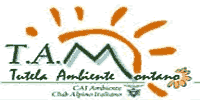 T.A.M
Tutela Ambiente Montano
CAI Ambiente
Club Alpino Italiano